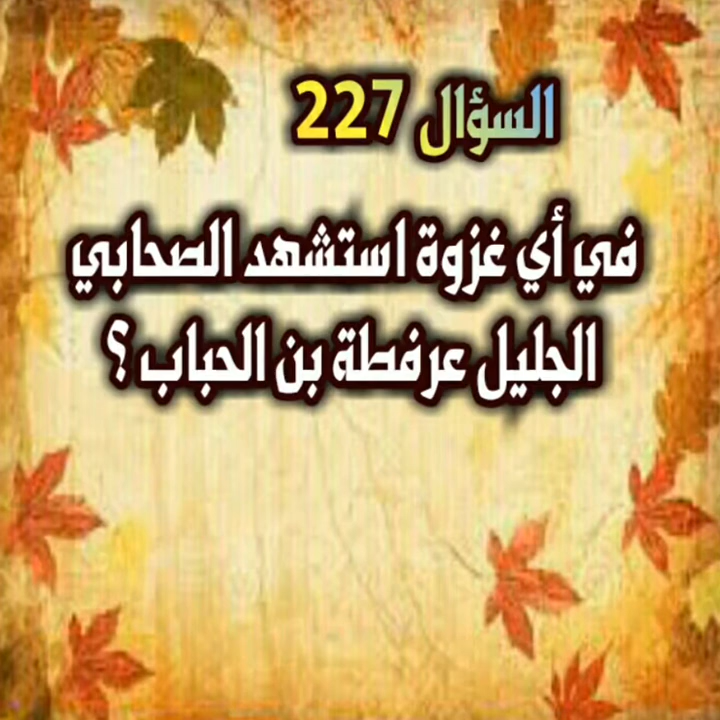 السؤال 227
في أي غزوة استشهد الصحابي
الجليل عرفطة بن الحباب ؟